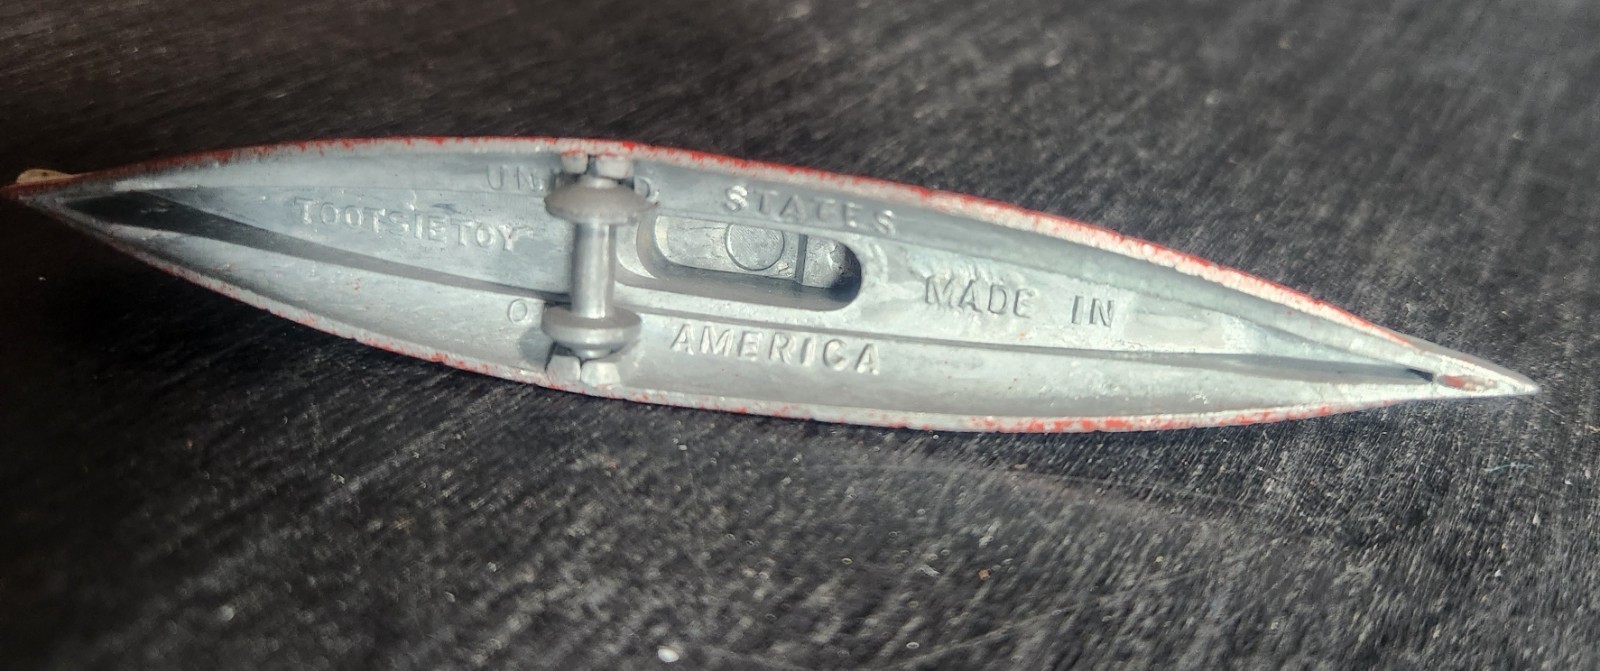 STATES
TOOTSIETOY
MADE IN
AMERICA